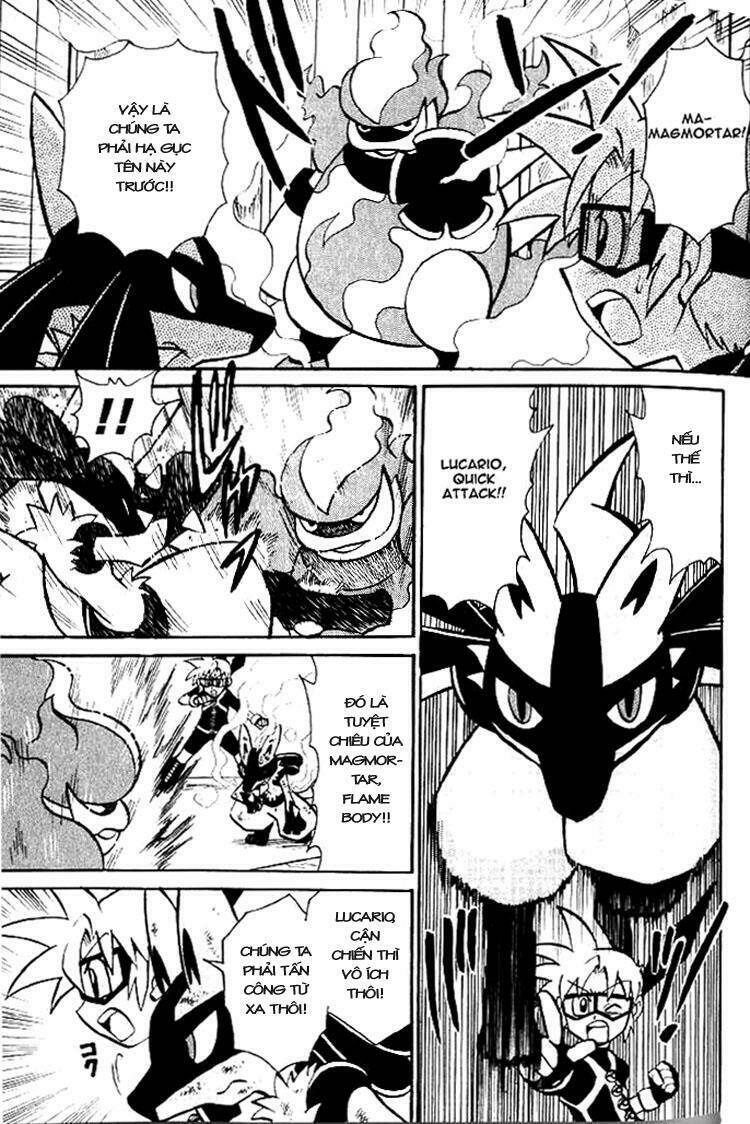 MA-
MAGMORTAR!
VẬY LÀ
CHÚNG TA
PHẢI HẠ GỤC
TÊN NÀY
TRƯỚC!!
NẾU
THẾ
THÌ...
LUCARIO,
QUICK
ATTACK!!
!!
ĐÓ LÀ
TUYỆT
CHIÊU CỦA
MAGMOR-
TAR,
FLAME
BODY!!
LUCARIO,
CẬN
CHIẾN THÌ
VÔ ÍCH
THÔI!
CHÚNG TA
PHẢI TẤN
CÔNG TỪ
XA THÔI!
コク